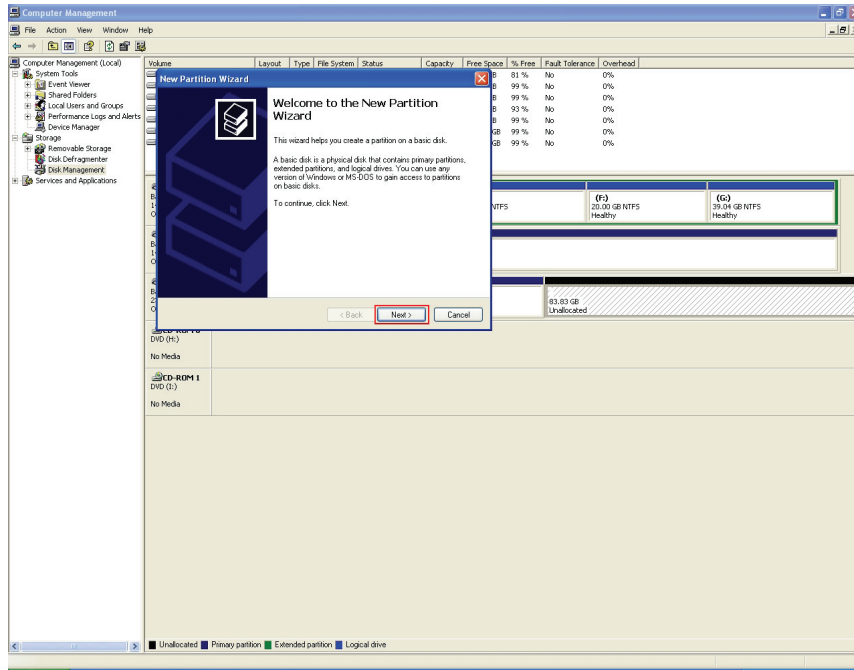 Computer Management
File Action View Window Help
Computer Management (Local)
System Tools
Event Viewer
Shared Folders
Local Users and Groups
Performance Logs and Alerts
Device Manager
Storage
Removable Storage
Disk Defragmenter
Disk Management
Services and Applications
Volume Layout Type File System Status Capacity Free Space % Free Fault Tolerance Overhead
B 81 % No 0%
B 99 % No 0%
B 99 % No 0%
B 93 % No 0%
B 99 % No 0%
GB 99 % No 0%
GB 99 % No 0%
New Partition Wizard
Welcome to the New Partition
Wizard
This wizard helps you create a partition on a basic disk.
A basic disk is a physical disk that contains primary partitions,
extended partitions, and logical drives. You can use any
version of Windows or MS-DOS to gain access to partitions
on basic disks.
To continue, click Next.
< Back Next > Cancel
NTFS
(F:)
20.00 GB NTFS
Healthy
(G:)
39.04 GB NTFS
Healthy
83.83 GB
Unallocated
DVD (H:)
No Media
CD-ROM 1
DVD (I:)
No Media
Unallocated Primary partition Extended partition Logical drive